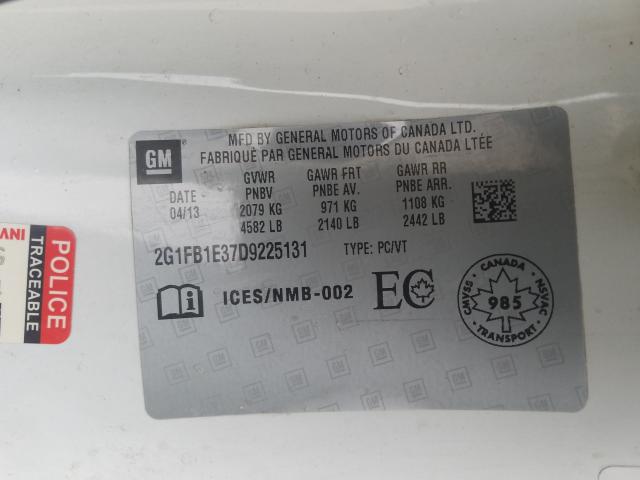 MFD BY GENERAL MOTORS OF CANADA LTD.
FABRIQUÉ PAR GENERAL MOTORS DU CANADA LTÉE
GM
GVWR GAWR FRT GAWR RR
DATE - PNBV PNBE AV. PNBE ARR.
04/13 2079 KG 971 KG 1108 KG
4582 LB 2140 LB 2442 LB
2G1FB1E37D9225131 TYPE: PC/VT
i ICES/NMB-002 EC
CANADA
CMVSS 985 NSVAC
TRANSPORT
POLICE
TRACEABLE